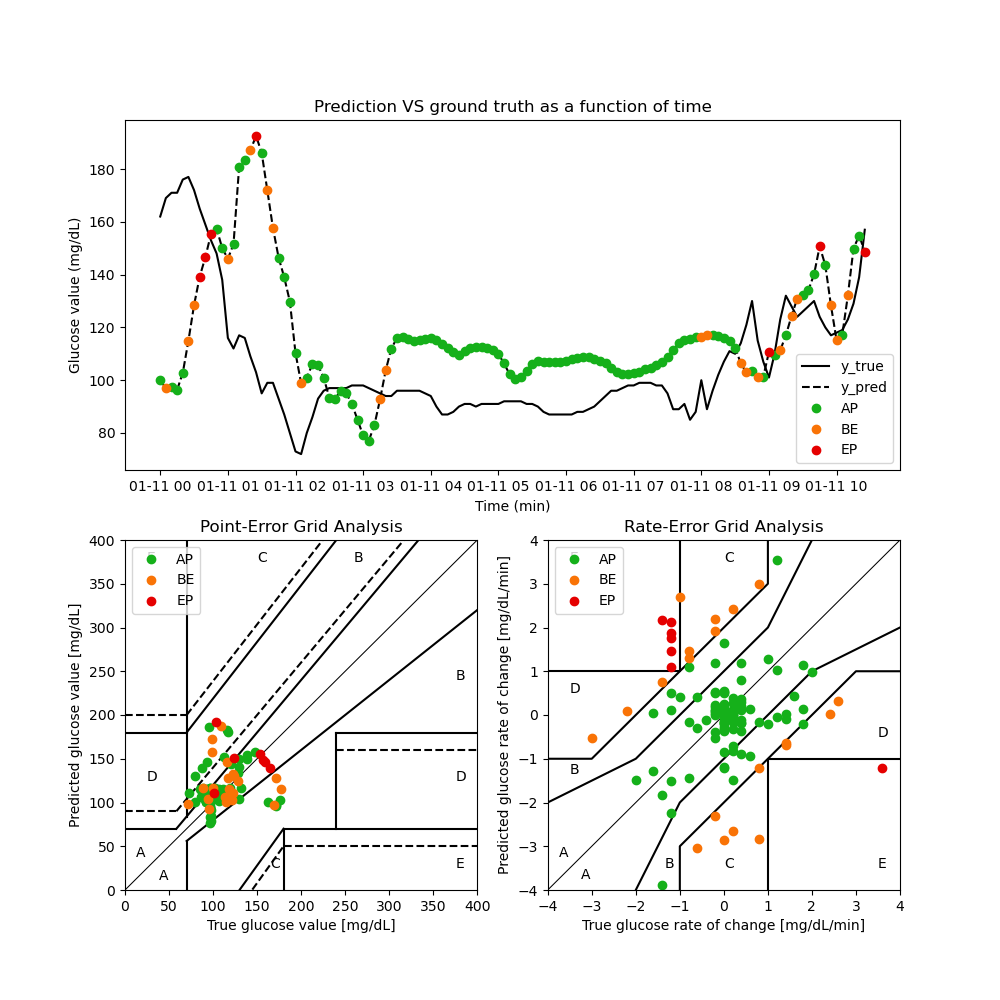 Prediction VS ground truth as a function of time
Glucose value (mg/dL)
180
160
140
120
100
80
01-11 00 01-11 01 01-11 02 01-11 03 01-11 04 01-11 05 01-11 06 01-11 07 01-11 08 01-11 09 01-11 10
Time (min)
y_true
y_pred
AP
BE
EP
Point-Error Grid Analysis
Predicted glucose value [mg/dL]
400
350
300
250
200
150
100
50
0
AP
BE
EP
C
B
B
D
D
A
A
C
E
0 50 100 150 200 250 300 350 400
True glucose value [mg/dL]
Rate-Error Grid Analysis
Predicted glucose rate of change [mg/dL/min]
4
3
2
1
0
−1
−2
−3
−4
AP
BE
EP
C
D
D
B
A
A
B
C
E
−4 −3 −2 −1 0 1 2 3 4
True glucose rate of change [mg/dL/min]